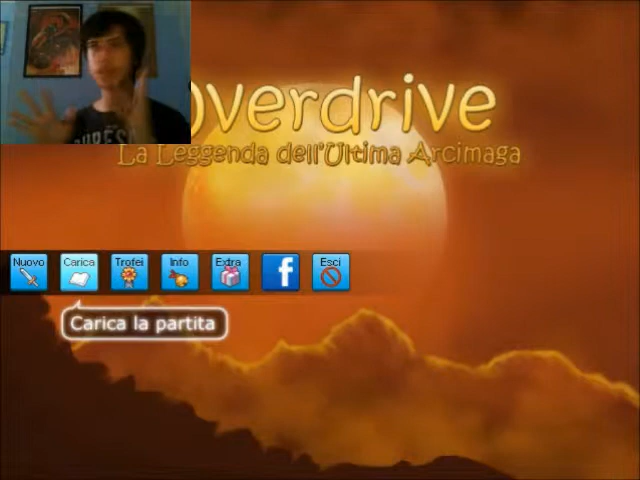 Overdrive
La Leggenda dell'Ultima Arcimaga
Nuovo Carica Trofei Info Extra f Esci
Carica la partita